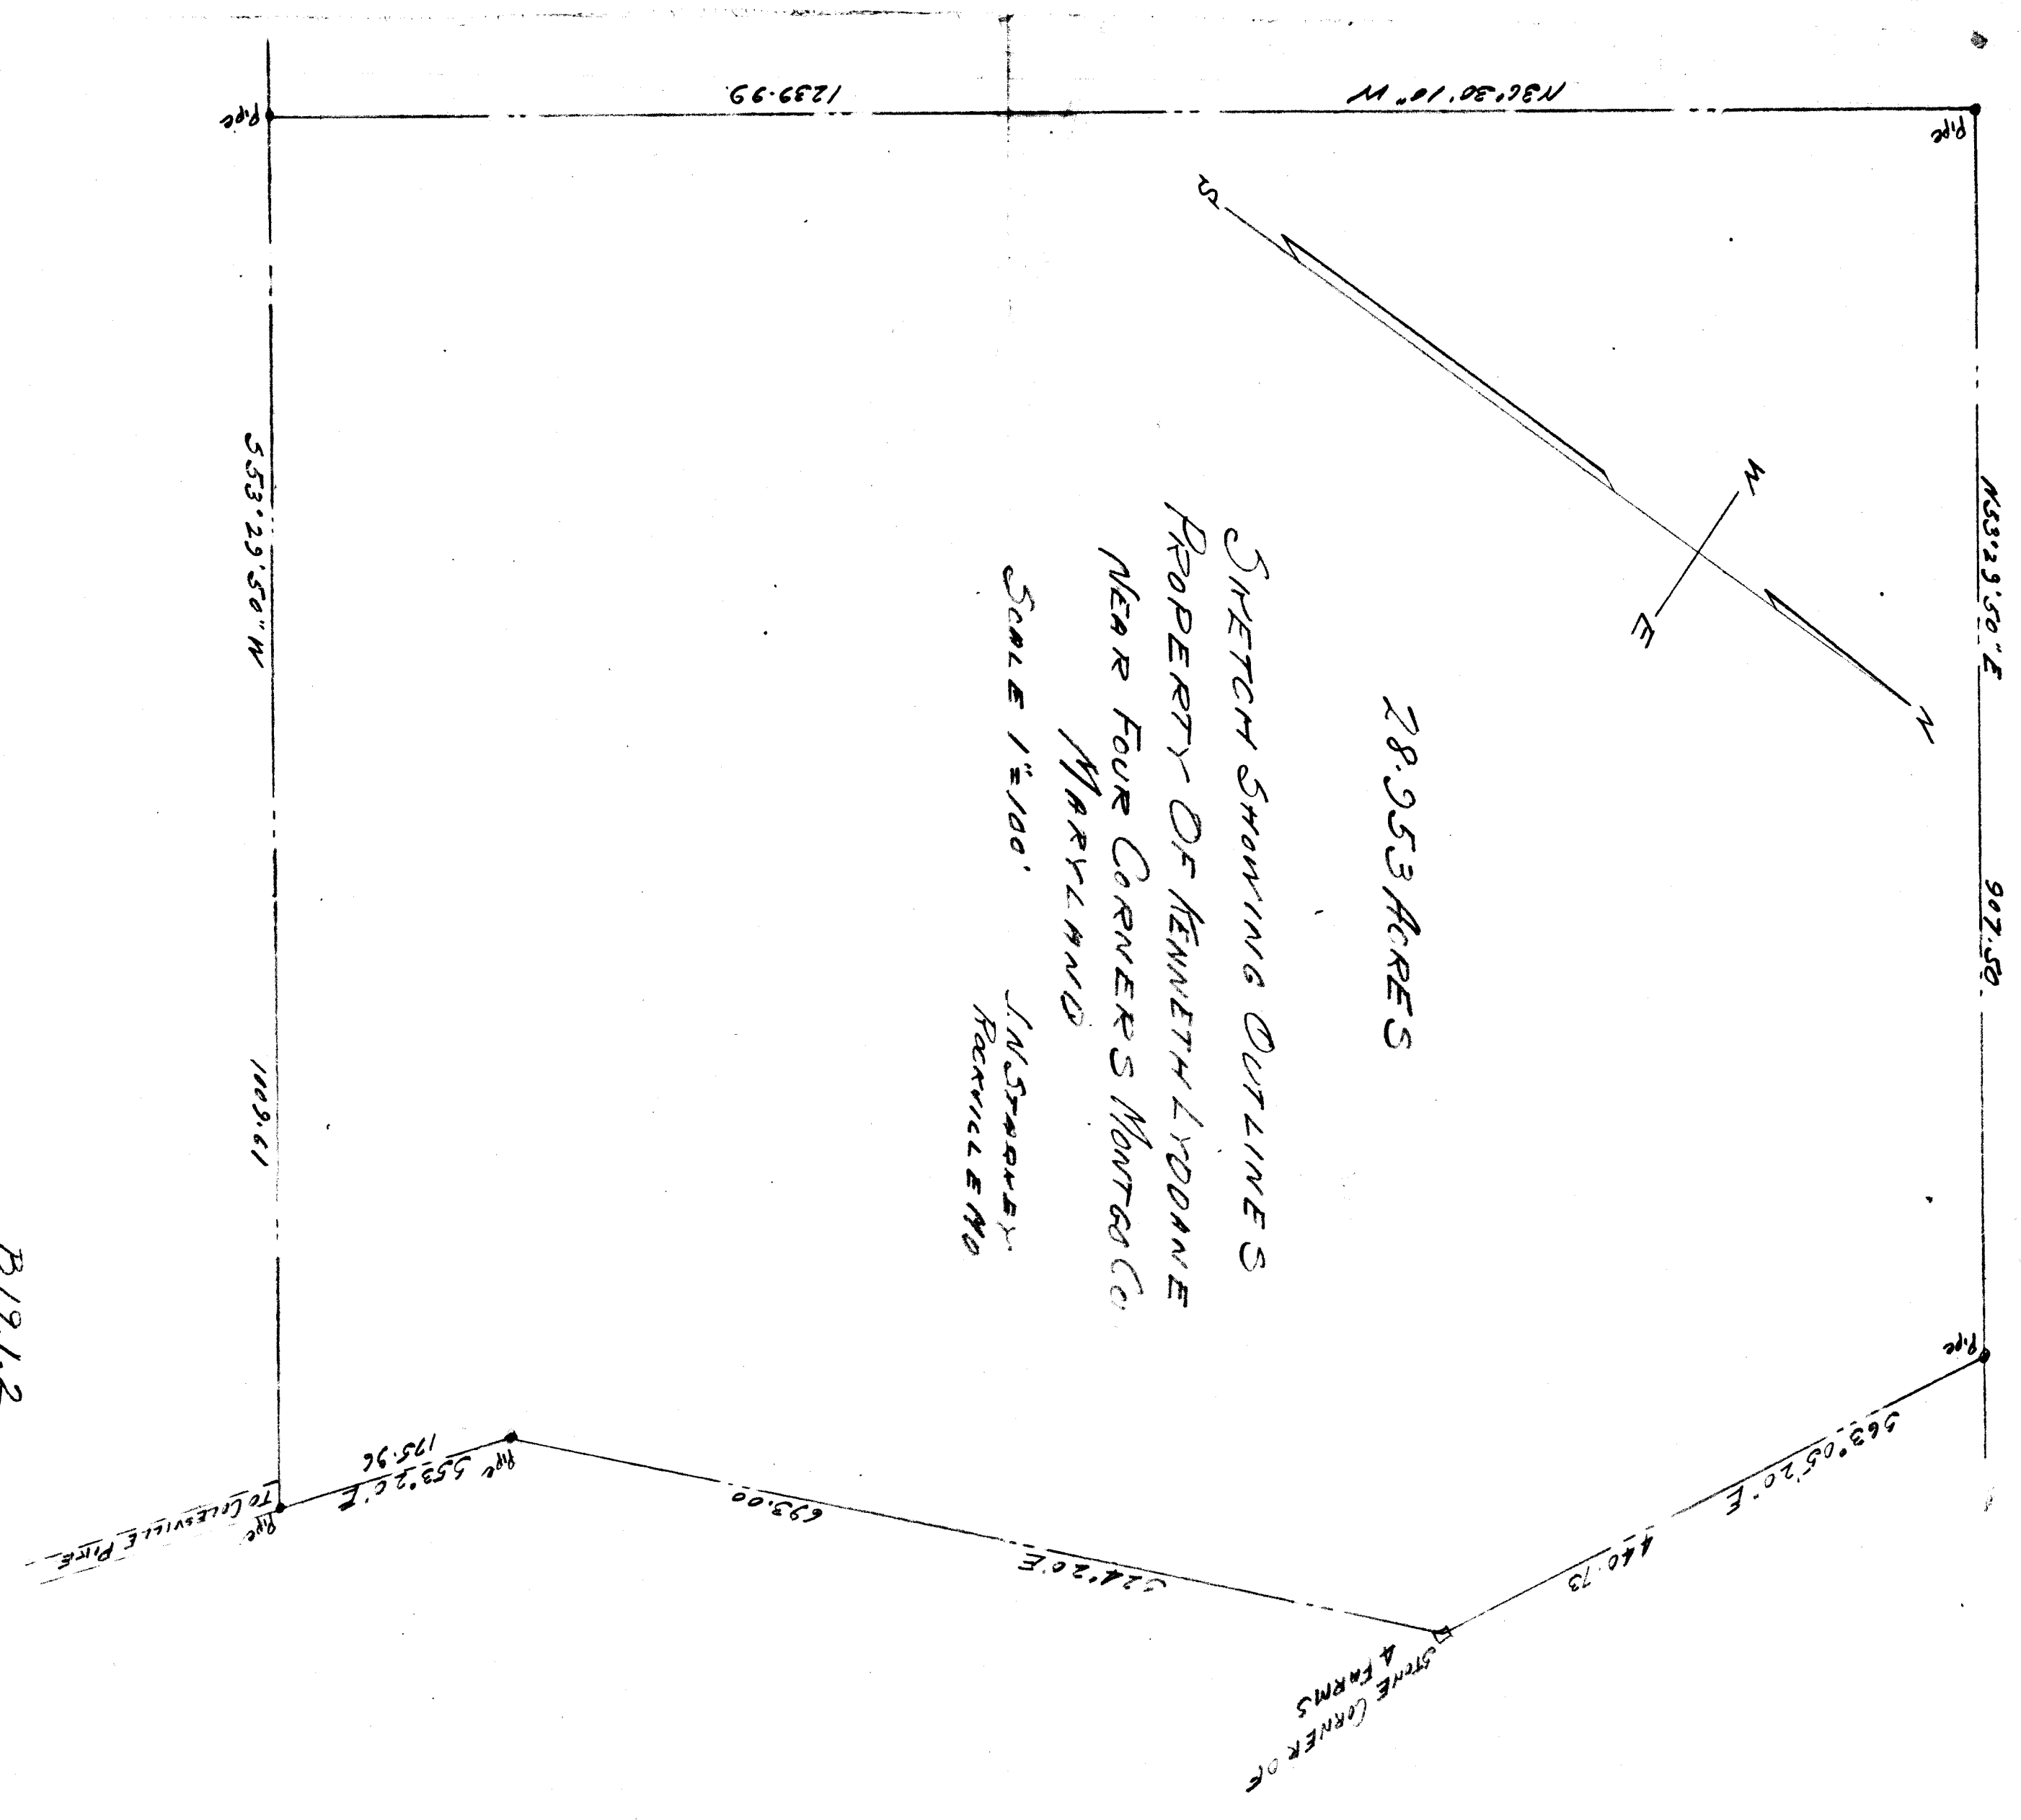 28.953 ACRES
SKETCH SHOWING OUTLINES
PROPERTY OF KENNETH LYDDANE
NEAR FOUR CORNERS MONTGO CO.
MARYLAND
SCALE 1"=100'
J.N. STARKEY
ROCKVILLE MD
N53°29'50"E
907.50
Pipe
S63°05'20"E
440.73
STONE CORNER OF
4 FARMS
S24°20'E
693.00
Pipe
S53°20'E
175.96
Pipe
TO COLESVILLE PIKE
S53°29'50"W
1109.61
Pipe
N36°30'10"W
1239.99
Pipe
N
S
W
E
B19.1.2